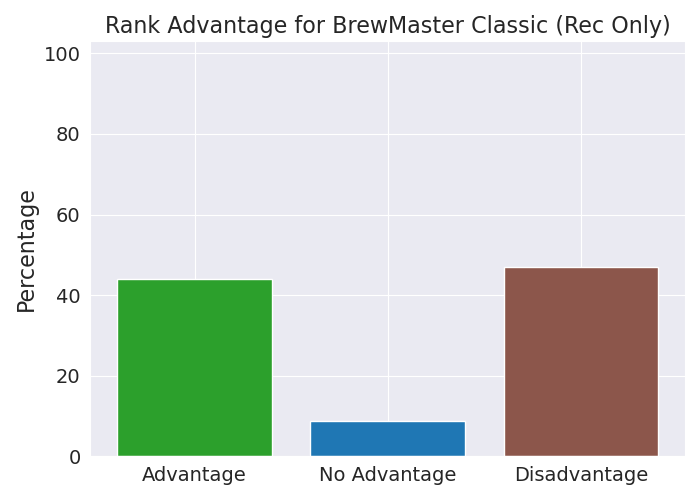 Rank Advantage for BrewMaster Classic (Rec Only)
100
80
60
40
20
0
Percentage
Advantage
No Advantage
Disadvantage